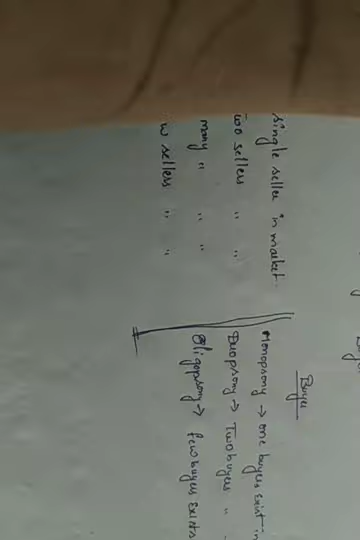 single seller in market.
wo sellers " "
many " " "
w sellers " "
Buyer
Monopsony → one buyer exist in
Duopsony → Two buyers "
Oligopsony → few buyers exists